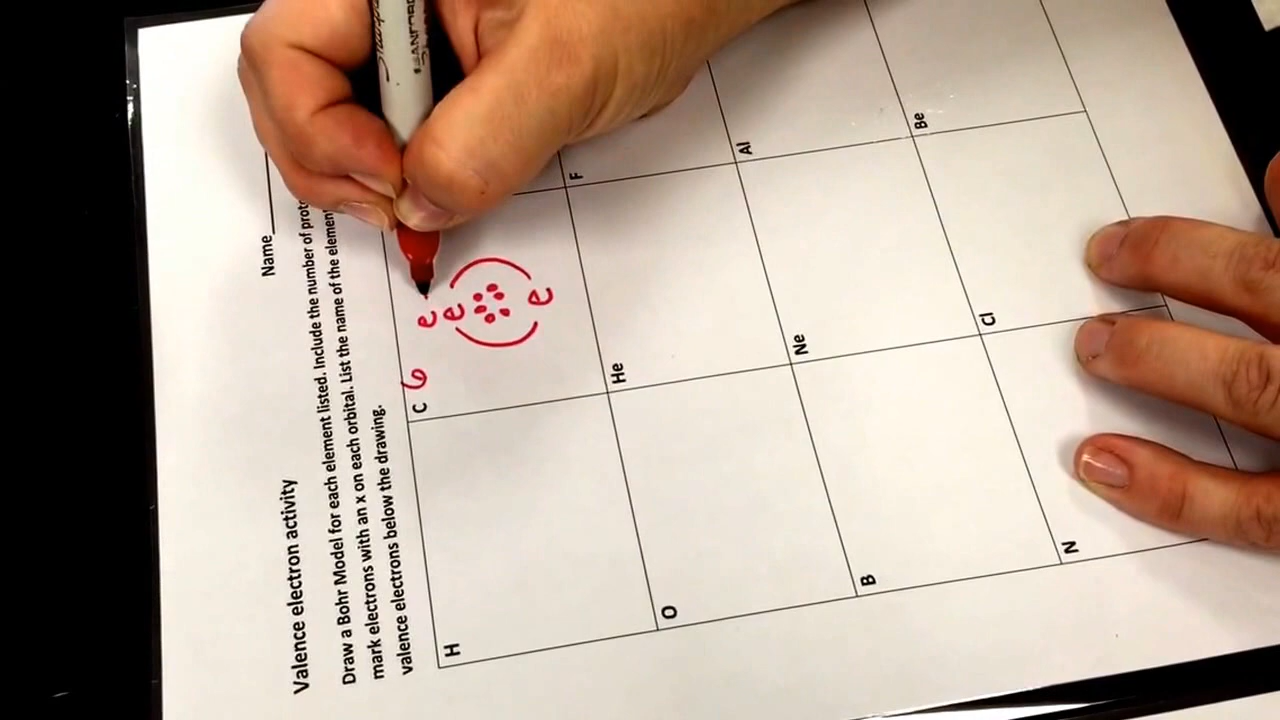 Name
Valence electron activity
Draw a Bohr Model for each element listed. Include the number of
mark electrons with an x on each orbital. List the name of the
valence electrons below the drawing.
H
C 6
e
e
e
F
O
He
Al
B
Ne
Be
N
Cl
Sharpie
SANFORD